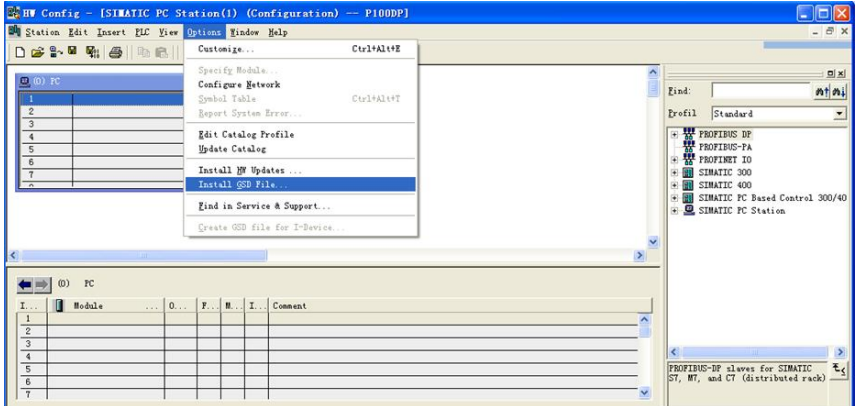 HW Config - [SIMATIC PC Station(1) (Configuration) -- P100DP]
Station Edit Insert PLC View Options Window Help
Customize... Ctrl+Alt+E
Specify Module...
Configure Network
Symbol Table Ctrl+Alt+T
Report System Error...
Edit Catalog Profile
Update Catalog
Install HW Updates ...
Install GSD File...
Find in Service & Support...
Create GSD file for I-Device...
(0) PC
1
2
3
4
5
6
7
Find:
Profil Standard
PROFIBUS DP
PROFIBUS-PA
PROFINET IO
SIMATIC 300
SIMATIC 400
SIMATIC PC Based Control 300/40
SIMATIC PC Station
(0) PC
I... Module ... O... F... M... I... Comment
1
2
3
4
5
6
7
PROFIBUS-DP slaves for SIMATIC
S7, M7, and C7 (distributed rack)